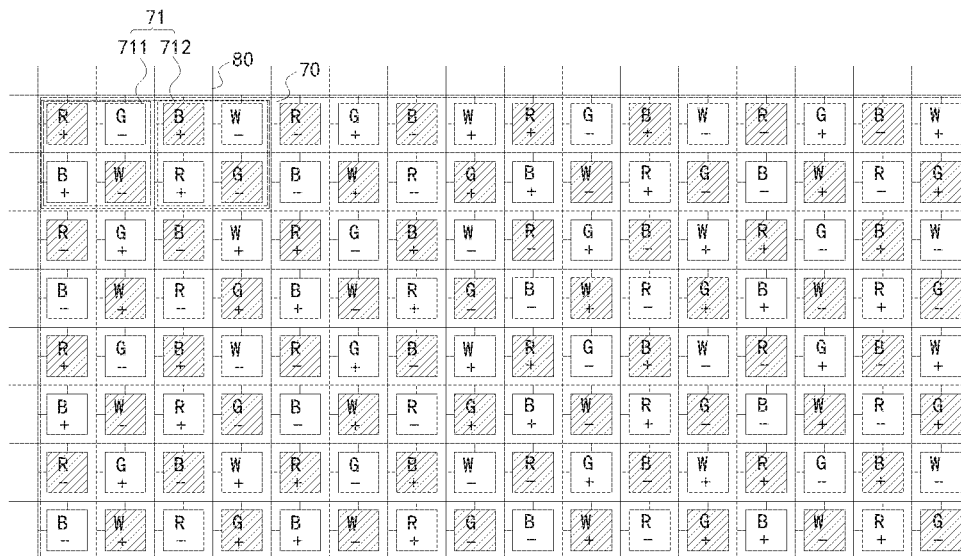 71
711 712 80 70
R G B W R G B W R G B W R G B W
+ - + - - + - + + - + - - + - +
B W R G B W R G B W R G B W R G
+ - + - - + - + + - + - - + - +
R G B W R G B W R G B W R G B W
- + - + + - + - - + - + + - + -
B W R G B W R G B W R G B W R G
- + - + + - + - - + - + + - + -
R G B W R G B W R G B W R G B W
+ - + - - + - + + - + - - + - +
B W R G B W R G B W R G B W R G
+ - + - - + - + + - + - - + - +
R G B W R G B W R G B W R G B W
- + - + + - + - - + - + + - + -
B W R G B W R G B W R G B W R G
- + - + + - + - - + - + + - + -